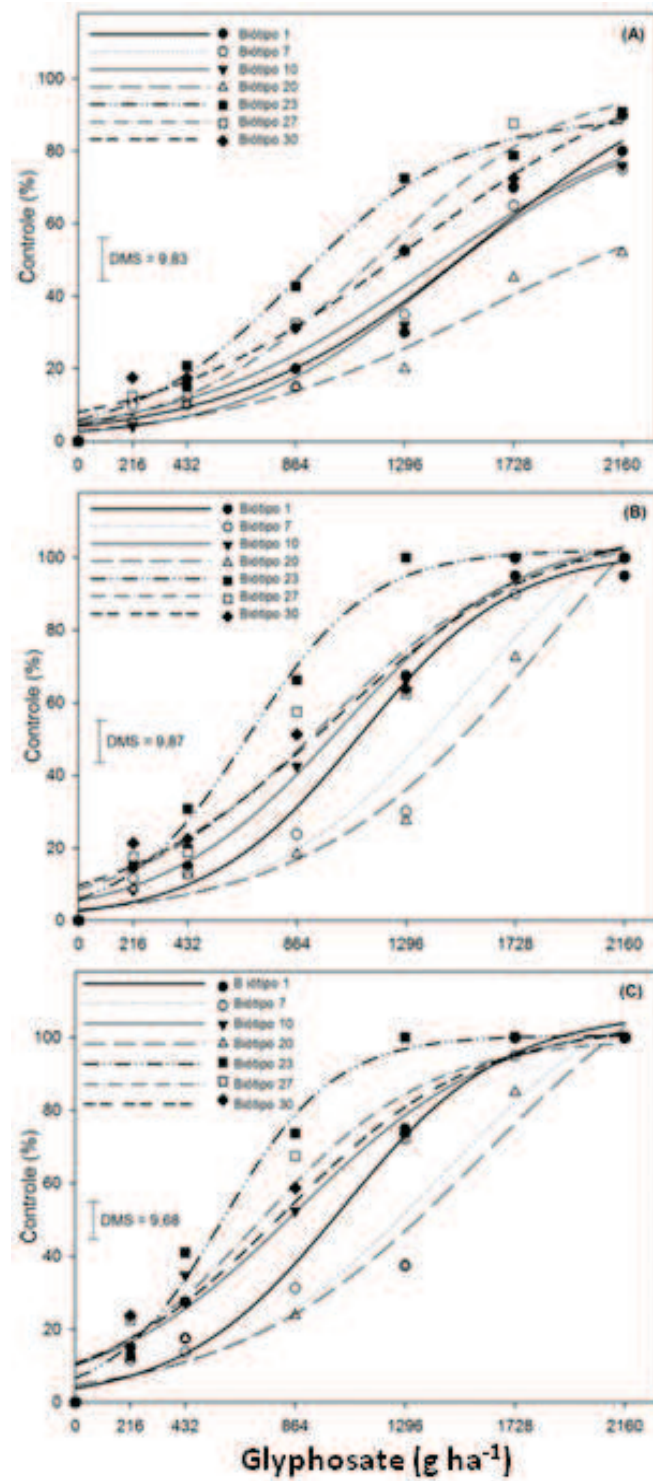 (A)
Biótipo 1
Biótipo 7
Biótipo 10
Biótipo 20
Biótipo 23
Biótipo 27
Biótipo 30
Controle (%)
100
80
60
40
20
0
DMS = 9,83
0 216 432 864 1296 1728 2160
(B)
Biótipo 1
Biótipo 7
Biótipo 10
Biótipo 20
Biótipo 23
Biótipo 27
Biótipo 30
Controle (%)
100
80
60
40
20
0
DMS = 9,87
0 216 432 864 1296 1728 2160
(C)
B iótipo 1
Biótipo 7
Biótipo 10
Biótipo 20
Biótipo 23
Biótipo 27
Biótipo 30
Controle (%)
100
80
60
40
20
0
DMS = 9,68
0 216 432 864 1296 1728 2160
Glyphosate (g ha⁻¹)